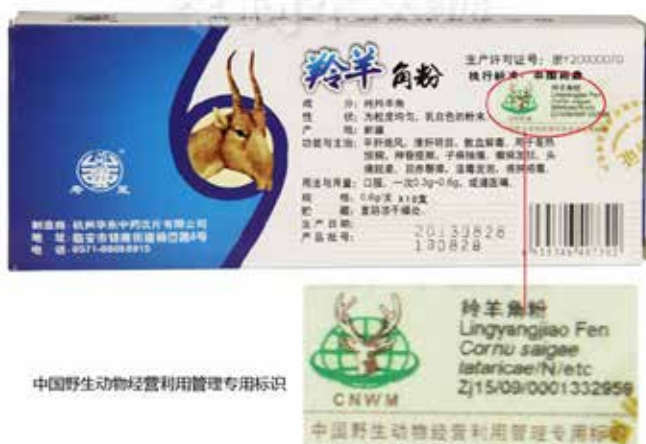 羚羊角粉
生产许可证号：浙Y20000070
执行标准：中国药典
成 分：纯羚羊角
性 状：为粒度均匀、乳白色的粉末
产 地：新疆
功能与主治：平肝熄风，清肝明目，散血解毒。用于高热
惊痫，神昏痉厥，子痫抽搐，癫痫发狂，头
痛眩晕，目赤翳障，温毒发斑，痈肿疮毒。
用法与用量：口服，一次0.3g-0.6g，或遵医嘱。
规 格：0.6g/支 x10支
贮 藏：置阴凉干燥处
生产日期：20130828
产品批号：130828
制造商：杭州华东中药饮片有限公司
地 址：临安市锦南街道杨岱路8号
电 话：0571-
羚羊角粉
Lingyangjiao Fen
Cornu saigae
lataricae/N/etc
Zj15/09/0001332958
CNWM
中国野生动物经营利用管理专用标识
中国野生动物经营利用管理专用标识